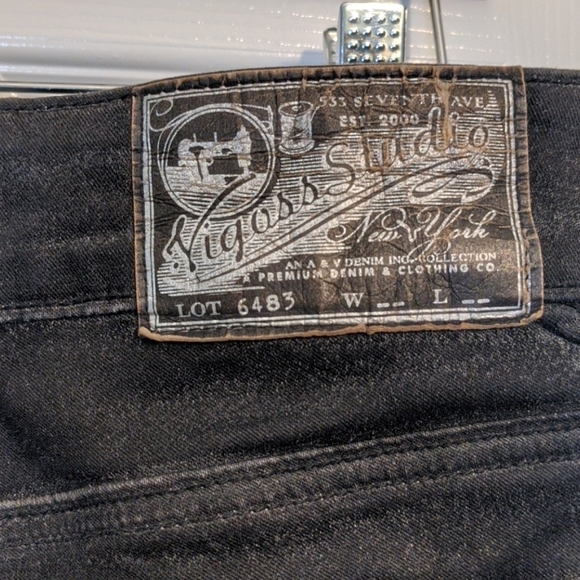 533 SEVENTH AVE
EST. 2000
Vigoss Studio
New York
AN A & V DENIM INC. COLLECTION
A PREMIUM DENIM & CLOTHING CO.
LOT 6483 W -- L --